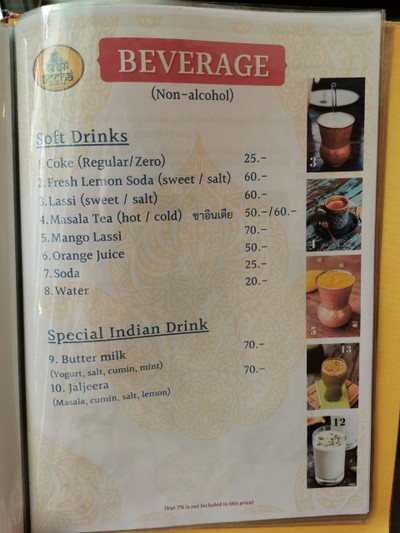 BEVERAGE
(Non-alcohol)
Soft Drinks
1.Coke (Regular/Zero) 25.-
2.Fresh Lemon Soda (sweet / salt) 60.-
3.Lassi (sweet / salt) 60.-
4.Masala Tea (hot / cold) ชาอินเดีย 50.-/60.-
5.Mango Lassi 70.-
6.Orange Juice 50.-
7.Soda 25.-
8.Water 20.-
Special Indian Drink
9. Butter milk 70.-
(Yogurt, salt, cumin, mint)
10. Jaljeera 70.-
(Masala, cumin, salt, lemon)
3
4
5
13
12
(Vat 7% is not included in this price)